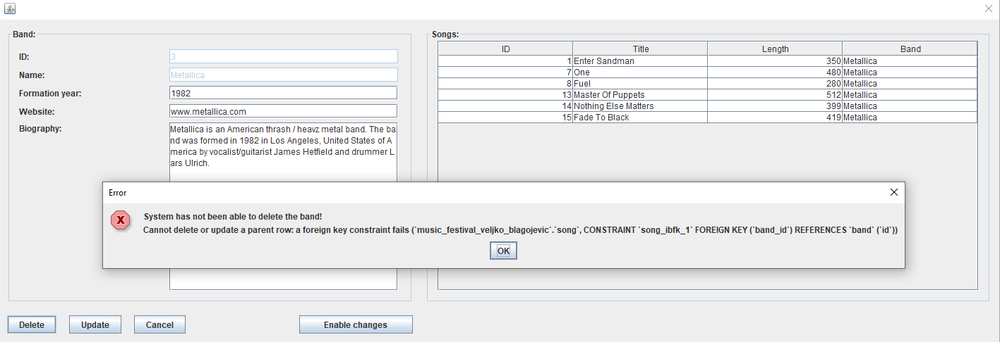 Band:
ID:
3
Name:
Metallica
Formation year:
1982
Website:
www.metallica.com
Biography:
Metallica is an American thrash / heavz metal band. The ba
nd was formed in 1982 in Los Angeles, United States of A
merica by vocalist/guitarist James Hetfield and drummer L
ars Ulrich.
Songs:
ID Title Length Band
1 Enter Sandman 350 Metallica
7 One 480 Metallica
8 Fuel 280 Metallica
13 Master Of Puppets 512 Metallica
14 Nothing Else Matters 399 Metallica
15 Fade To Black 419 Metallica
Error
X
System has not been able to delete the band!
Cannot delete or update a parent row: a foreign key constraint fails (`music_festival_veljko_blagojevic`.`song`, CONSTRAINT `song_ibfk_1` FOREIGN KEY (`band_id`) REFERENCES `band` (`id`))
OK
Delete Update Cancel Enable changes